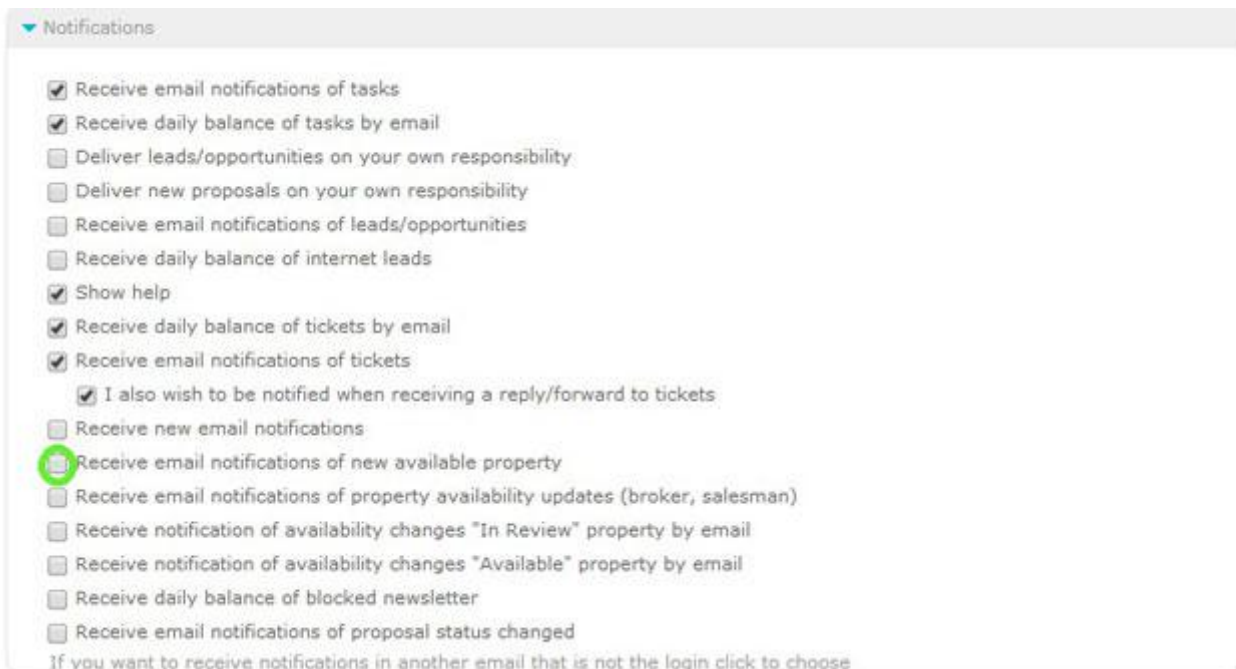 Notifications
Receive email notifications of tasks
Receive daily balance of tasks by email
Deliver leads/opportunities on your own responsibility
Deliver new proposals on your own responsibility
Receive email notifications of leads/opportunities
Receive daily balance of internet leads
Show help
Receive daily balance of tickets by email
Receive email notifications of tickets
I also wish to be notified when receiving a reply/forward to tickets
Receive new email notifications
Receive email notifications of new available property
Receive email notifications of property availability updates (broker, salesman)
Receive notification of availability changes "In Review" property by email
Receive notification of availability changes "Available" property by email
Receive daily balance of blocked newsletter
Receive email notifications of proposal status changed
If you want to receive notifications in another email that is not the login click to choose